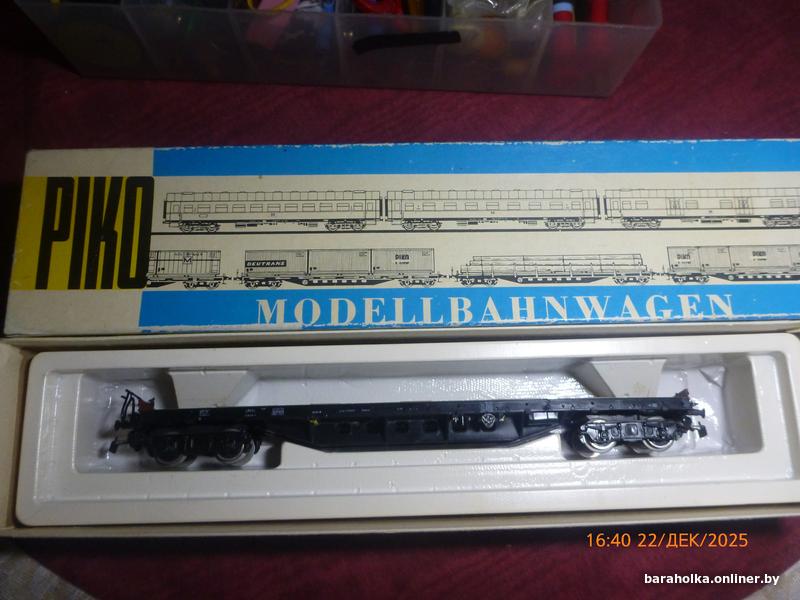 PIKO
DEUTRANS
PIKO
PIKO
MODELLBAHNWAGEN
16:40 22/ДЕК/2025
baraholka.onliner.by